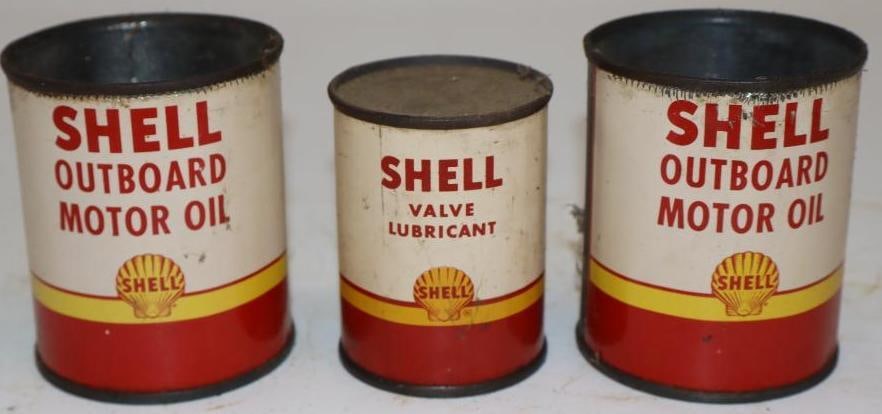 SHELL
OUTBOARD
MOTOR OIL
SHELL
SHELL
VALVE
LUBRICANT
SHELL
®
SHELL
OUTBOARD
MOTOR OIL
SHELL